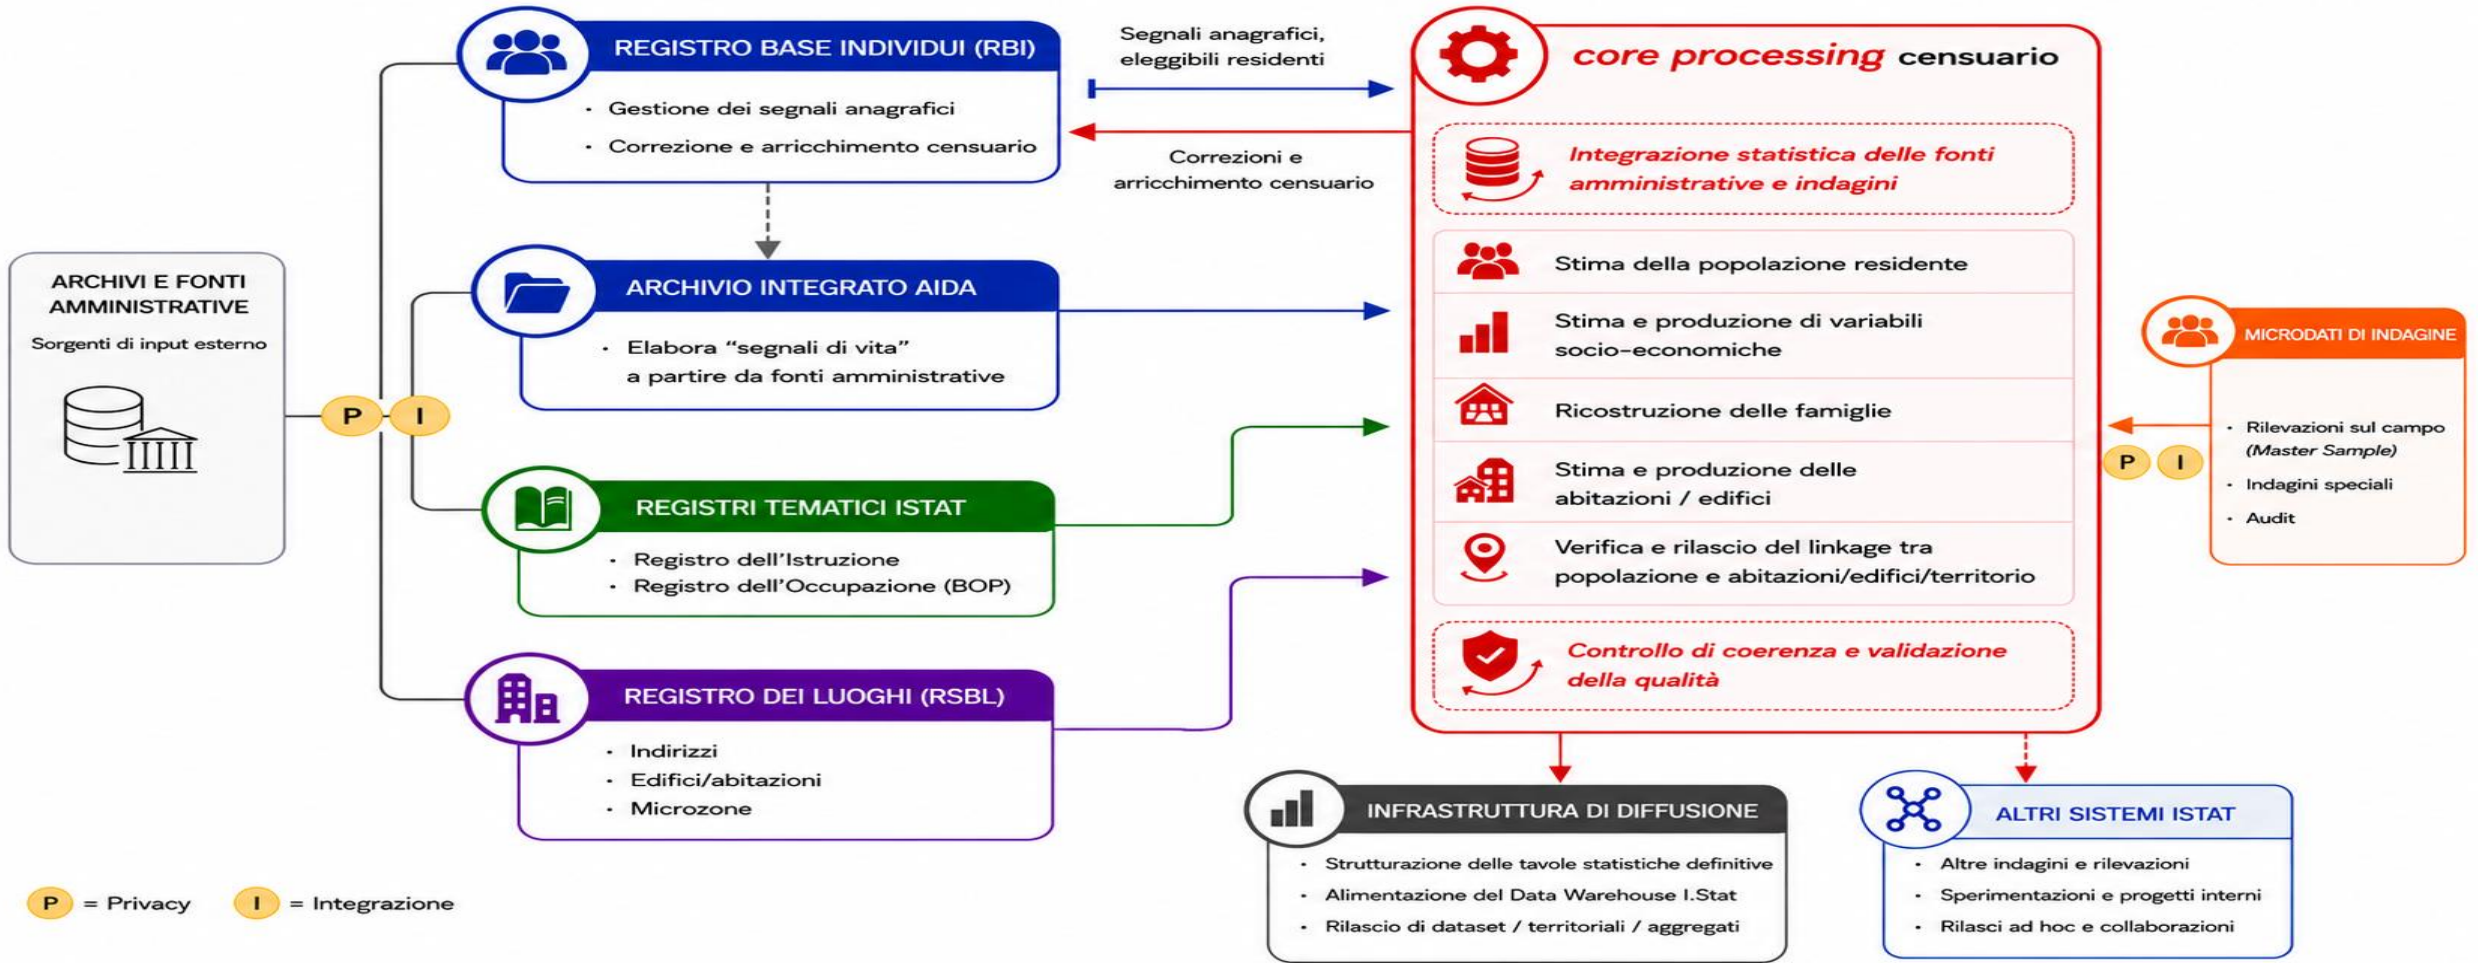 ARCHIVI E FONTI
AMMINISTRATIVE
Sorgenti di input esterno
P
I
REGISTRO BASE INDIVIDUI (RBI)
· Gestione dei segnali anagrafici
· Correzione e arricchimento censuario
ARCHIVIO INTEGRATO AIDA
· Elabora “segnali di vita”
a partire da fonti amministrative
REGISTRI TEMATICI ISTAT
· Registro dell’Istruzione
· Registro dell’Occupazione (BOP)
REGISTRO DEI LUOGHI (RSBL)
· Indirizzi
· Edifici/abitazioni
· Microzone
Segnali anagrafici,
eleggibili residenti
Correzioni e
arricchimento censuario
core processing censuario
Integrazione statistica delle fonti
amministrative e indagini
Stima della popolazione residente
Stima e produzione di variabili
socio-economiche
Ricostruzione delle famiglie
Stima e produzione delle
abitazioni / edifici
Verifica e rilascio del linkage tra
popolazione e abitazioni/edifici/territorio
Controllo di coerenza e validazione
della qualità
MICRODATI DI INDAGINE
· Rilevazioni sul campo
(Master Sample)
· Indagini speciali
· Audit
P
I
INFRASTRUTTURA DI DIFFUSIONE
· Strutturazione delle tavole statistiche definitive
· Alimentazione del Data Warehouse I.Stat
· Rilascio di dataset / territoriali / aggregati
ALTRI SISTEMI ISTAT
· Altre indagini e rilevazioni
· Sperimentazioni e progetti interni
· Rilasci ad hoc e collaborazioni
P = Privacy
I = Integrazione